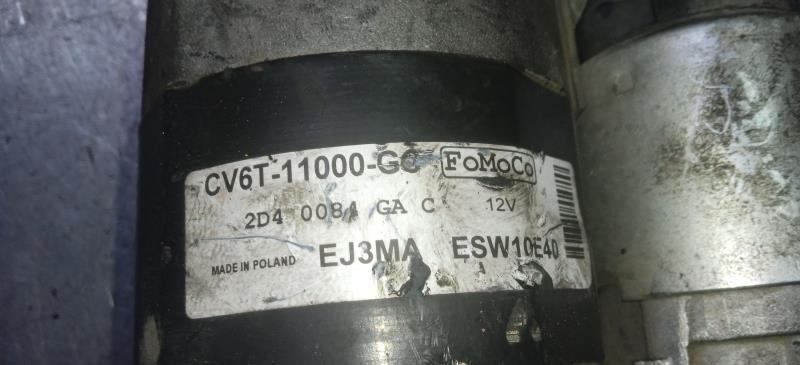 CV6T-11000-GC FoMoCo
2D4 0084 GA C 12V
MADE IN POLAND EJ3MA ESW10E40